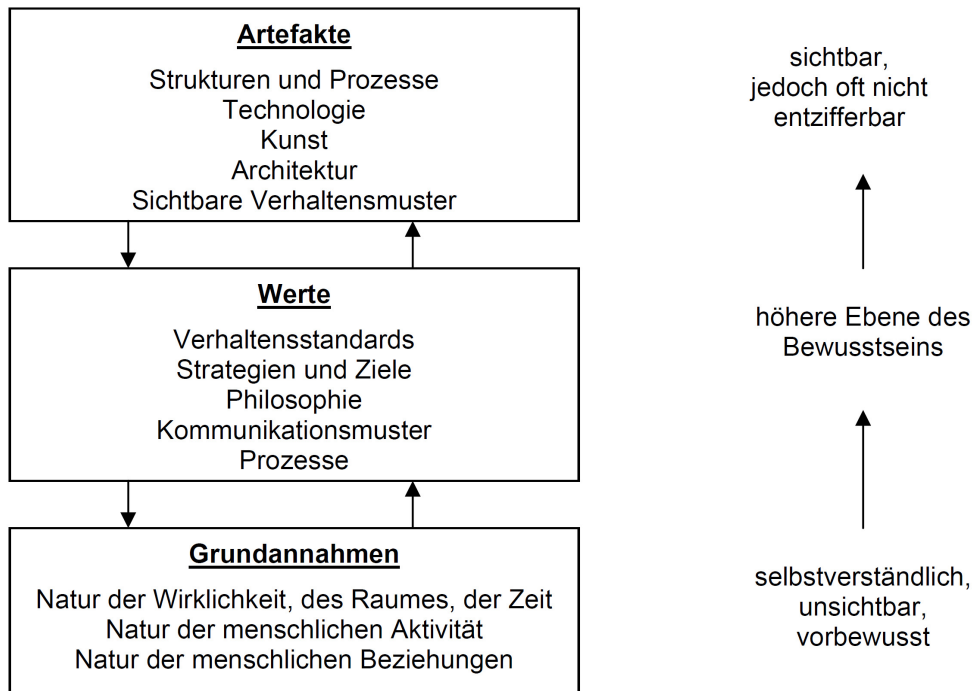 Artefakte
Strukturen und Prozesse
Technologie
Kunst
Architektur
Sichtbare Verhaltensmuster
sichtbar,
jedoch oft nicht
entzifferbar
Werte
Verhaltensstandards
Strategien und Ziele
Philosophie
Kommunikationsmuster
Prozesse
höhere Ebene des
Bewusstseins
Grundannahmen
Natur der Wirklichkeit, des Raumes, der Zeit
Natur der menschlichen Aktivität
Natur der menschlichen Beziehungen
selbstverständlich,
unsichtbar,
vorbewusst